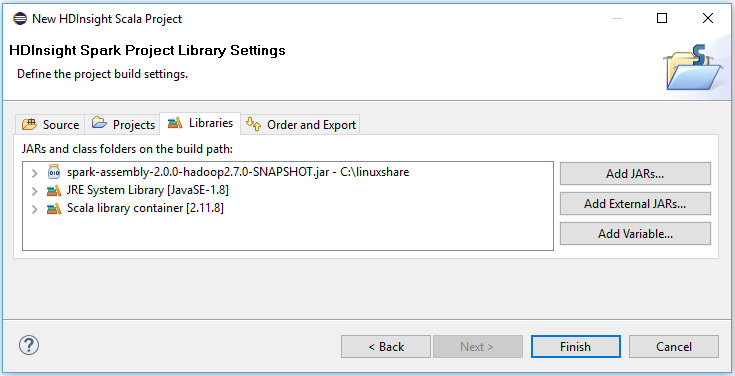 New HDInsight Scala Project
HDInsight Spark Project Library Settings
Define the project build settings.
Source Projects Libraries Order and Export
JARs and class folders on the build path:
spark-assembly-2.0.0-hadoop2.7.0-SNAPSHOT.jar - C:\linuxshare
JRE System Library [JavaSE-1.8]
Scala library container [2.11.8]
Add JARs...
Add External JARs...
Add Variable...
? < Back Next > Finish Cancel